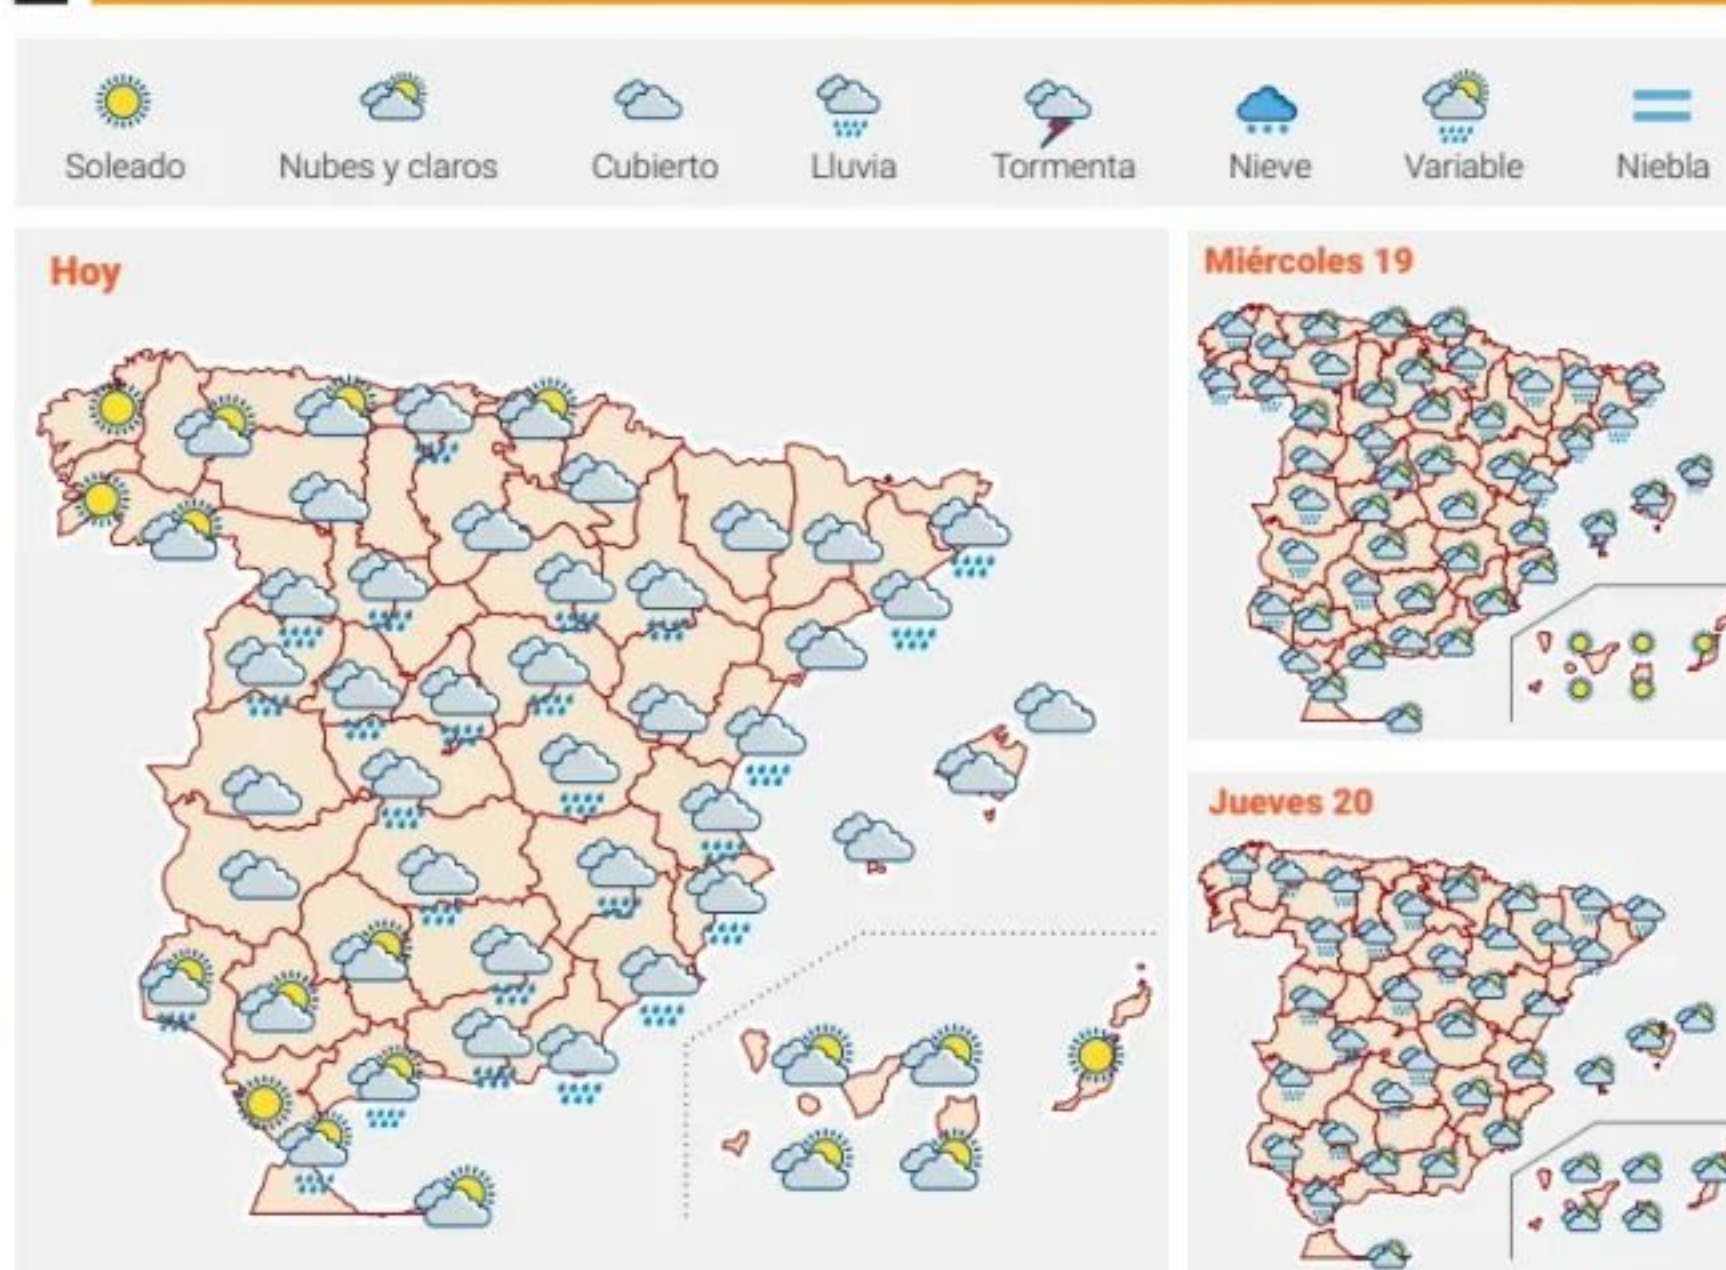 Soleado
Nubes y claros
Cubierto
Lluvia
Tormenta
Nieve
Variable
Niebla
Hoy
Miércoles 19
Jueves 20